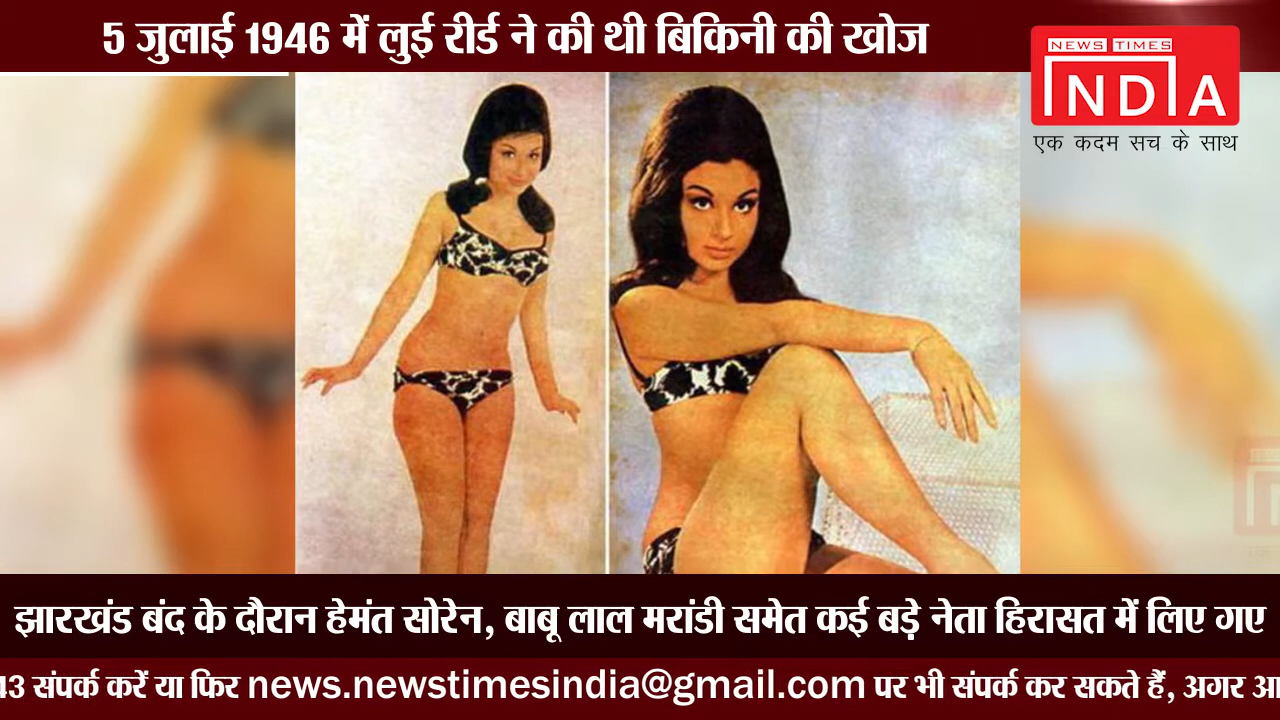 5 जुलाई 1946 में लुई रीर्ड ने की थी बिकिनी की खोज
NEWS TIMES
INDIA
एक कदम सच के साथ
झारखंड बंद के दौरान हेमंत सोरेन, बाबू लाल मरांडी समेत कई बड़े नेता हिरासत में लिए गए
43 संपर्क करें या फिर news.newstimesindia@gmail.com पर भी संपर्क कर सकते हैं, अगर आ